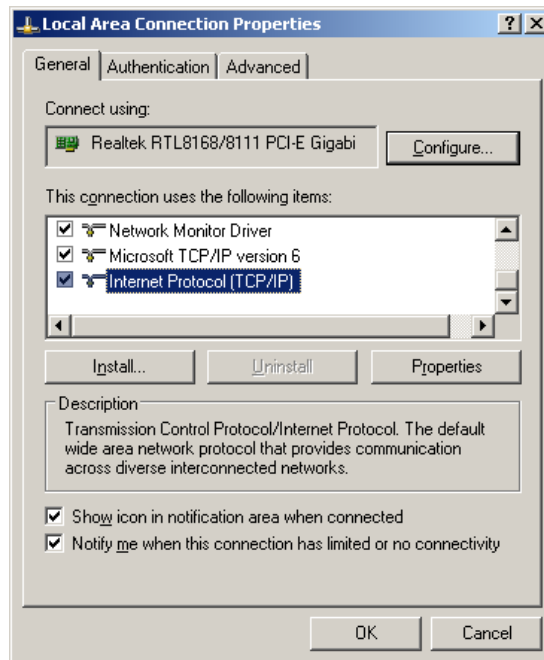 Local Area Connection Properties
General Authentication Advanced
Connect using:
Realtek RTL8168/8111 PCI-E Gigabi
Configure...
This connection uses the following items:
Network Monitor Driver
Microsoft TCP/IP version 6
Internet Protocol (TCP/IP)
Install... Uninstall Properties
Description
Transmission Control Protocol/Internet Protocol. The default
wide area network protocol that provides communication
across diverse interconnected networks.
Show icon in notification area when connected
Notify me when this connection has limited or no connectivity
OK Cancel